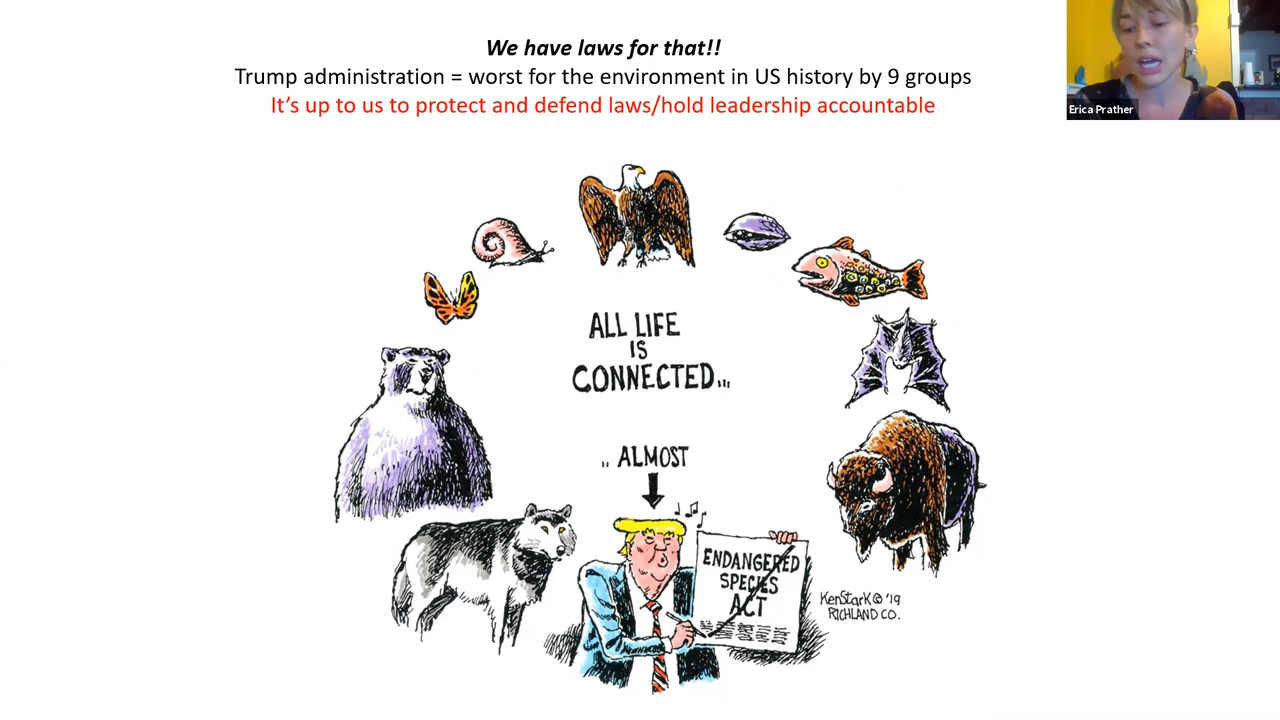 We have laws for that!!
Trump administration = worst for the environment in US history by 9 groups
It's up to us to protect and defend laws/hold leadership accountable
Erica Prather
ALL LIFE
IS
CONNECTED...
.. ALMOST
ENDANGERED
SPECIES
ACT
KenStark © '19
RICHLAND CO.